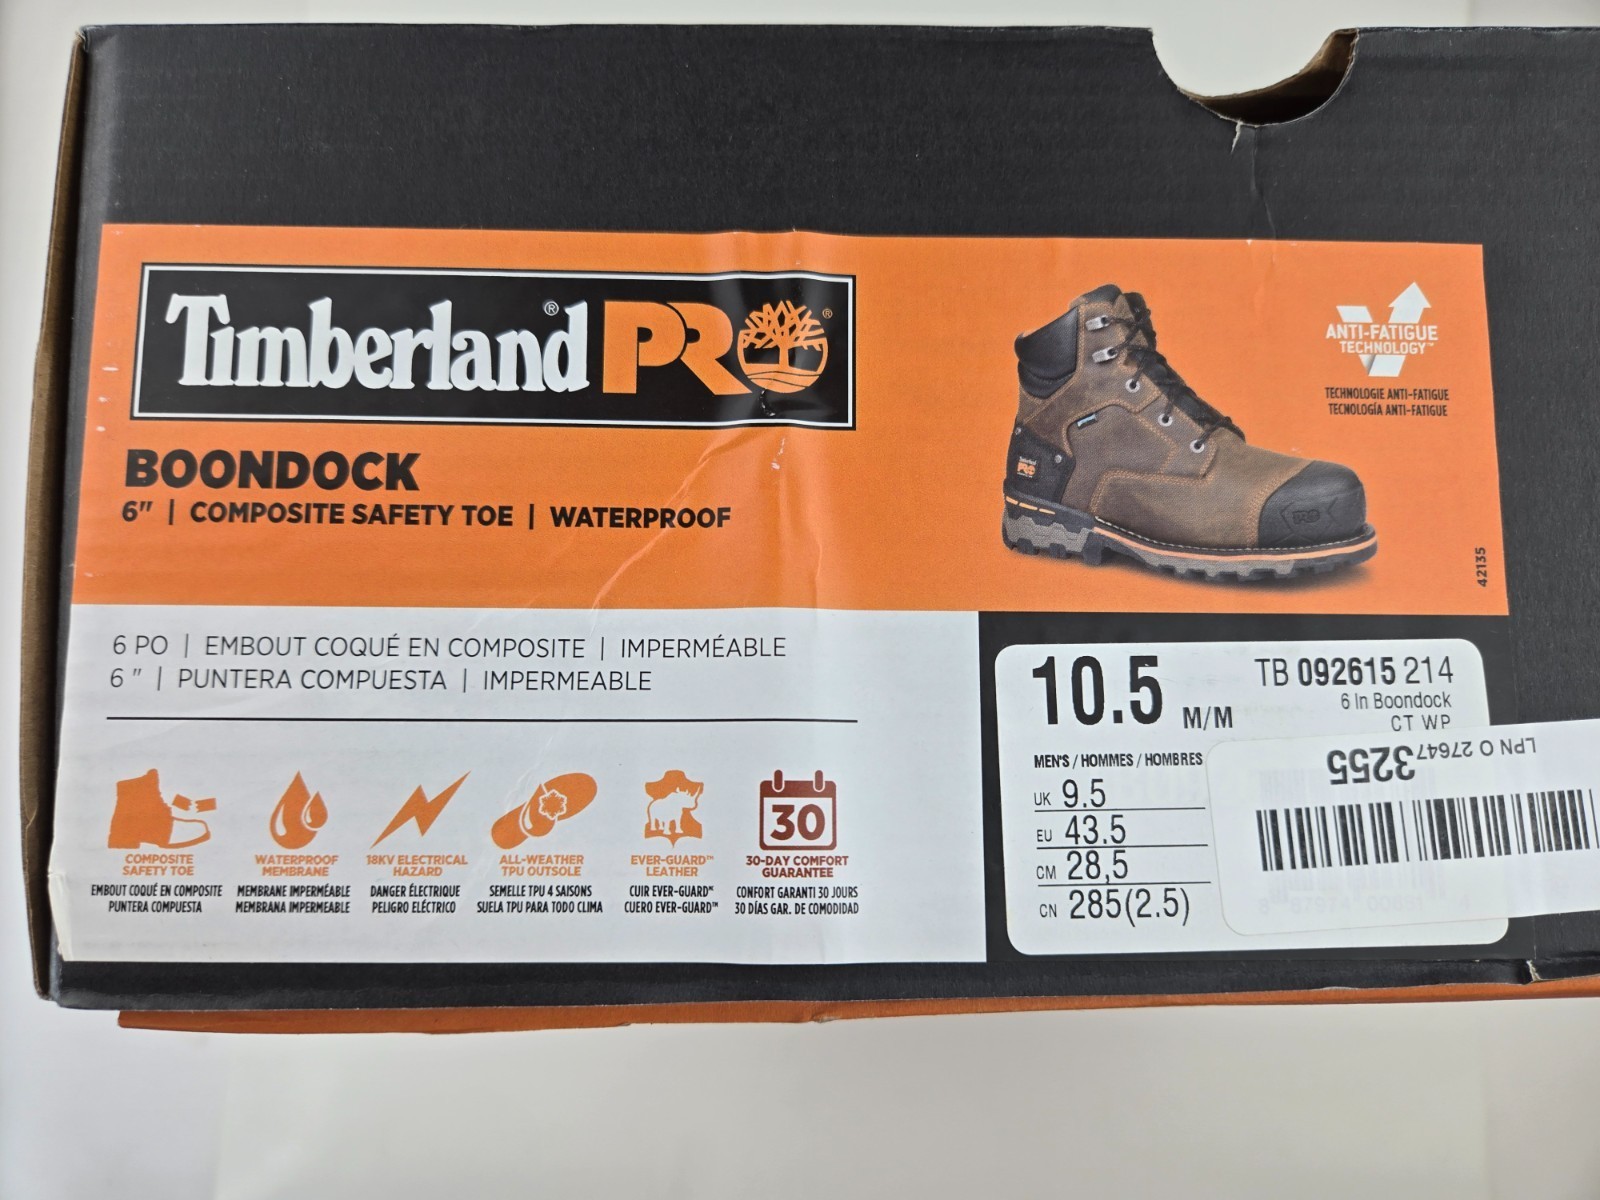 Timberland® PRO®
BOONDOCK
6" | COMPOSITE SAFETY TOE | WATERPROOF
ANTI-FATIGUE
TECHNOLOGY™
TECHNOLOGIE ANTI-FATIGUE
TECNOLOGÍA ANTI-FATIGUE
PRO
42135
6 PO | EMBOUT COQUÉ EN COMPOSITE | IMPERMÉABLE
6 " | PUNTERA COMPUESTA | IMPERMEABLE
COMPOSITE
SAFETY TOE
EMBOUT COQUÉ EN COMPOSITE
PUNTERA COMPUESTA
WATERPROOF
MEMBRANE
MEMBRANE IMPERMÉABLE
MEMBRANA IMPERMEABLE
18KV ELECTRICAL
HAZARD
DANGER ÉLECTRIQUE
PELIGRO ELÉCTRICO
ALL-WEATHER
TPU OUTSOLE
SEMELLE TPU 4 SAISONS
SUELA TPU PARA TODO CLIMA
EVER-GUARD™
LEATHER
CUIR EVER-GUARD™
CUERO EVER-GUARD™
30
30-DAY COMFORT
GUARANTEE
CONFORT GARANTI 30 JOURS
30 DÍAS GAR. DE COMODIDAD
10.5 M/M
TB 092615 214
6 In Boondock
CT WP
MEN'S / HOMMES / HOMBRES
UK 9.5
EU 43,5
CM 28,5
CN 285(2.5)
LPN O 276473255